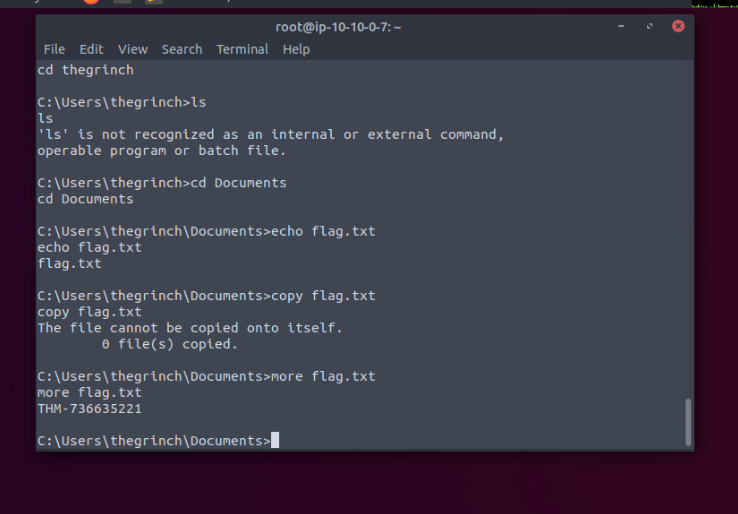 root@ip-10-10-0-7: ~
File Edit View Search Terminal Help
cd thegrinch
C:\Users\thegrinch>ls
ls
'ls' is not recognized as an internal or external command,
operable program or batch file.
C:\Users\thegrinch>cd Documents
cd Documents
C:\Users\thegrinch\Documents>echo flag.txt
echo flag.txt
flag.txt
C:\Users\thegrinch\Documents>copy flag.txt
copy flag.txt
The file cannot be copied onto itself.
        0 file(s) copied.
C:\Users\thegrinch\Documents>more flag.txt
more flag.txt
THM-736635221
C:\Users\thegrinch\Documents>